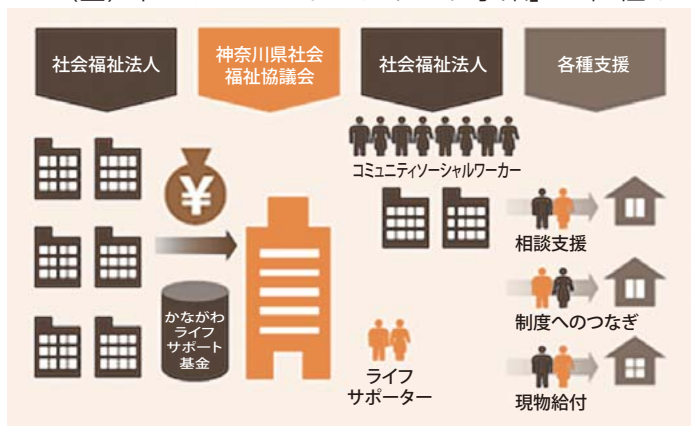 社会福祉法人
神奈川県社会
福祉協議会
社会福祉法人
各種支援
コミュニティソーシャルワーカー
¥
相談支援
かながわ
ライフ
サポート
基金
制度へのつなぎ
ライフ
サポーター
現物給付